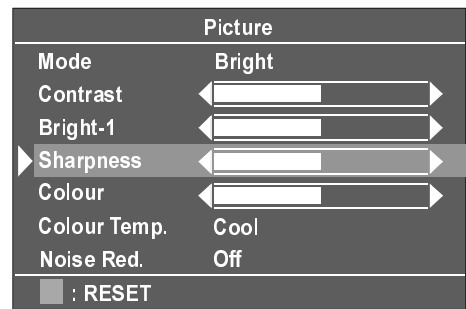 Picture
Mode Bright
Contrast
Bright-1
Sharpness
Colour
Colour Temp. Cool
Noise Red. Off
: RESET